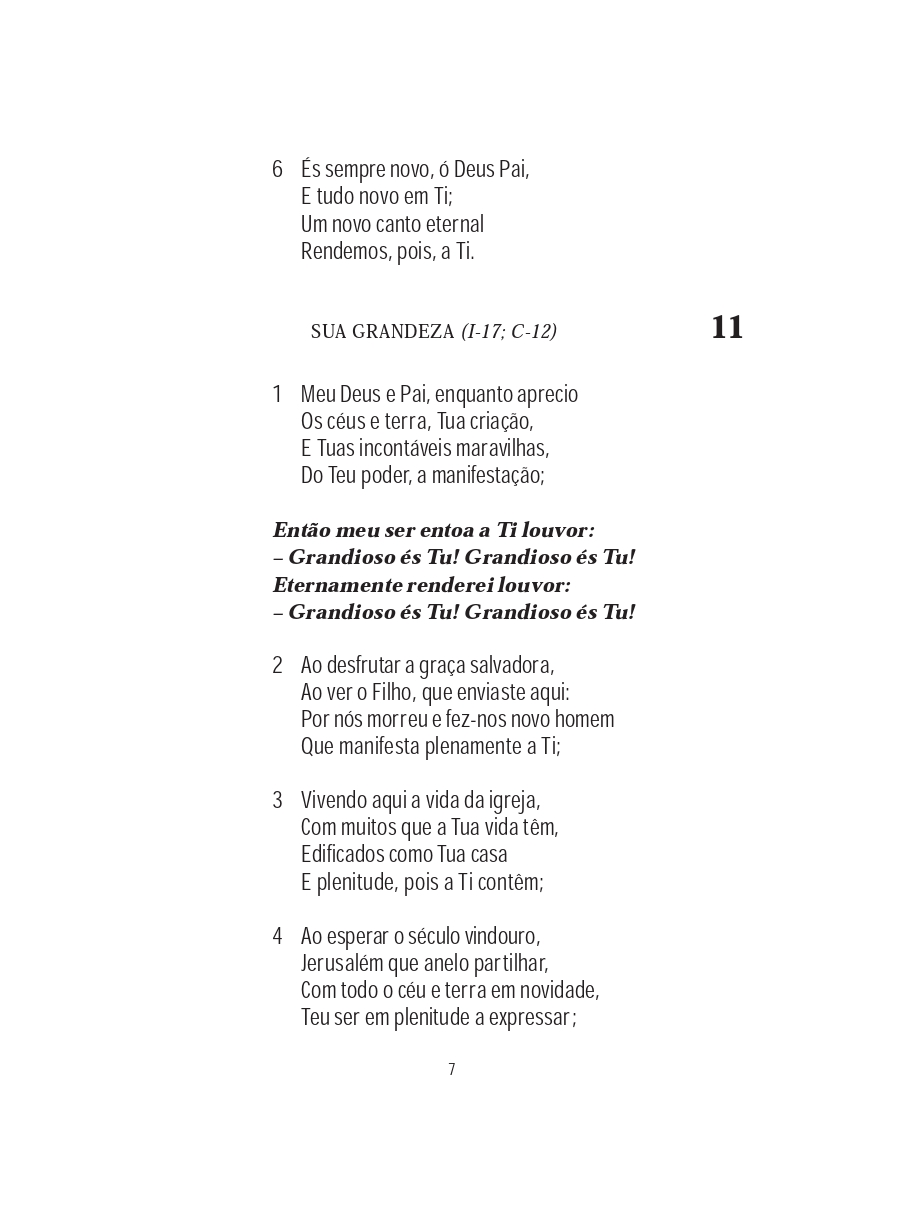 6 És sempre novo, ó Deus Pai,
E tudo novo em Ti;
Um novo canto eternal
Rendemos, pois, a Ti.
SUA GRANDEZA (I-17; C-12) 11
1 Meu Deus e Pai, enquanto aprecio
Os céus e terra, Tua criação,
E Tuas incontáveis maravilhas,
Do Teu poder, a manifestação;
Então meu ser entoa a Ti louvor:
– Grandioso és Tu! Grandioso és Tu!
Eternamente renderei louvor:
– Grandioso és Tu! Grandioso és Tu!
2 Ao desfrutar a graça salvadora,
Ao ver o Filho, que enviaste aqui:
Por nós morreu e fez-nos novo homem
Que manifesta plenamente a Ti;
3 Vivendo aqui a vida da igreja,
Com muitos que a Tua vida têm,
Edificados como Tua casa
E plenitude, pois a Ti contêm;
4 Ao esperar o século vindouro,
Jerusalém que anelo partilhar,
Com todo o céu e terra em novidade,
Teu ser em plenitude a expressar;
7